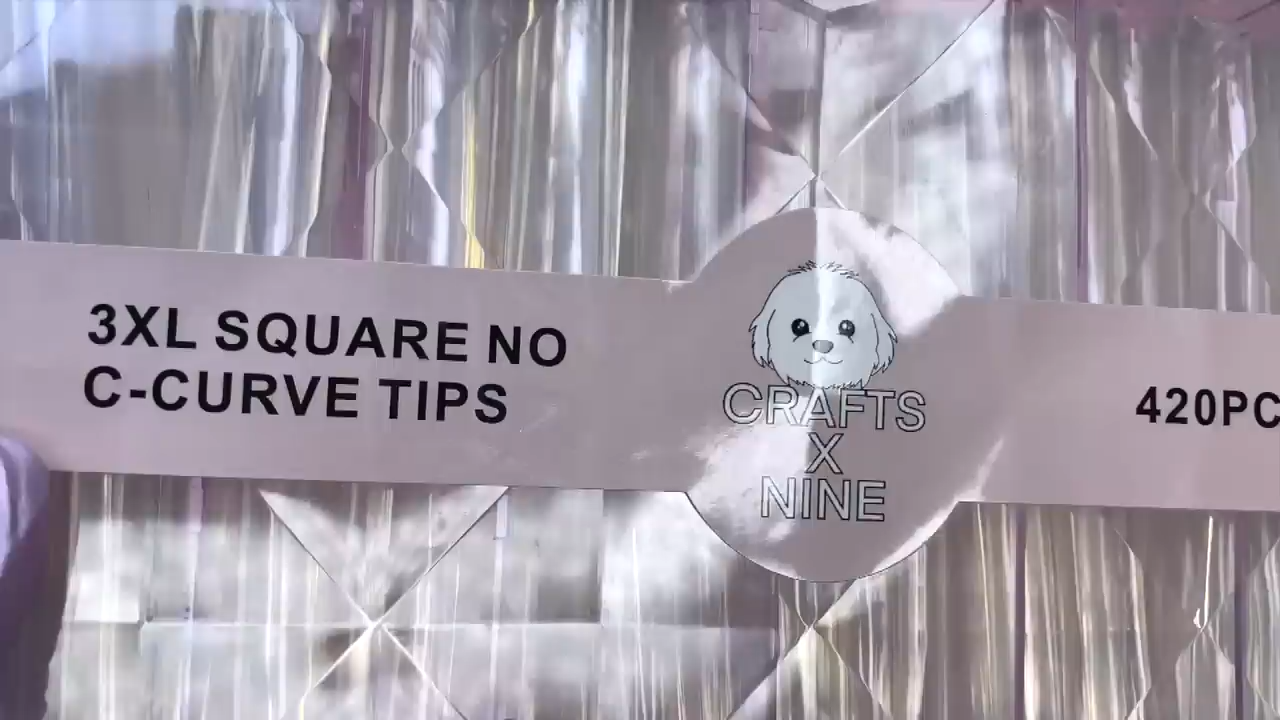 3XL SQUARE NO
C-CURVE TIPS
CRAFTS
X
NINE
420PC